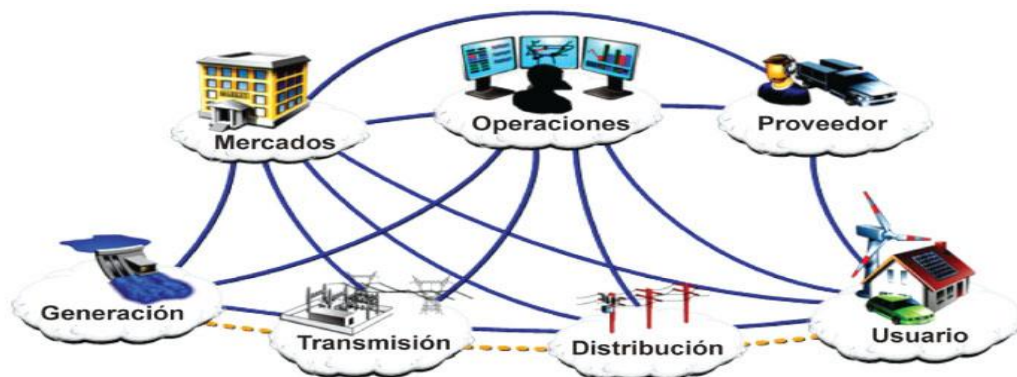 Operaciones
Proveedor
Mercados
Generación
Transmisión
Distribución
Usuario